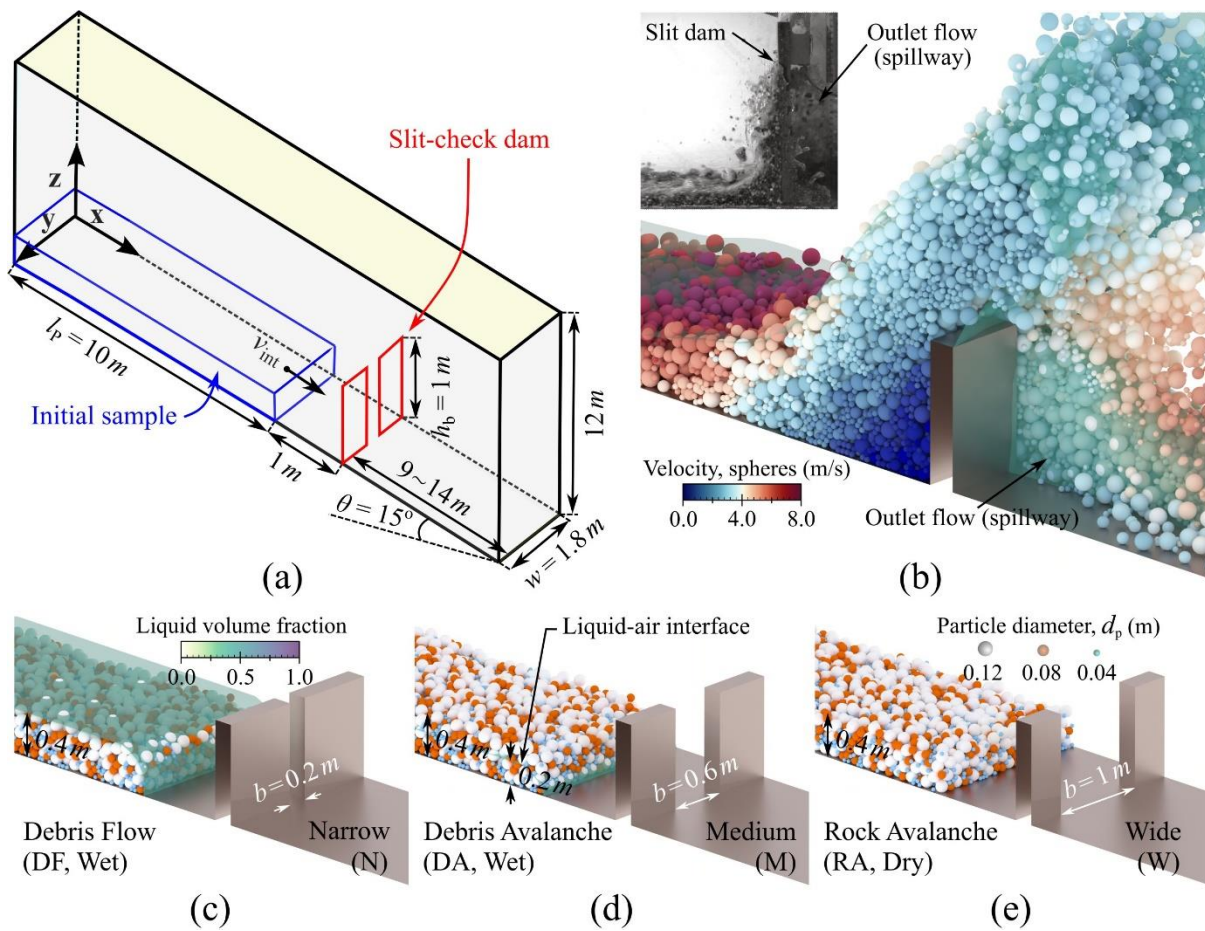 Slit-check dam
z
y
x
v_int
l_p = 10 m
Initial sample
h_b = 1 m
12 m
1 m
9~14 m
θ = 15°
w = 1.8 m
(a)
Slit dam
Outlet flow
(spillway)
Velocity, spheres (m/s)
0.0 4.0 8.0
Outlet flow (spillway)
(b)
Liquid volume fraction
0.0 0.5 1.0
0.4 m
b = 0.2 m
Debris Flow
(DF, Wet)
Narrow
(N)
(c)
Liquid-air interface
0.4 m
0.2 m
b = 0.6 m
Debris Avalanche
(DA, Wet)
Medium
(M)
(d)
Particle diameter, d_p (m)
0.12 0.08 0.04
0.4 m
b = 1 m
Rock Avalanche
(RA, Dry)
Wide
(W)
(e)